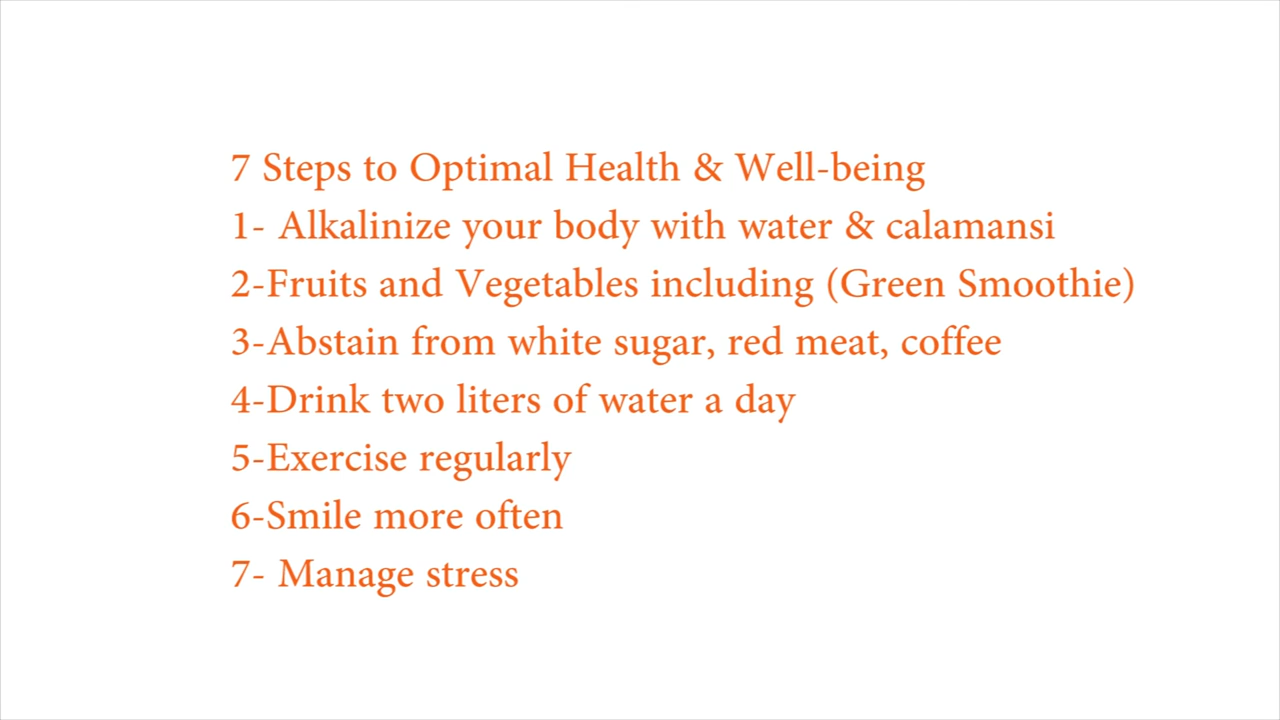 7 Steps to Optimal Health & Well-being
1- Alkalinize your body with water & calamansi
2-Fruits and Vegetables including (Green Smoothie)
3-Abstain from white sugar, red meat, coffee
4-Drink two liters of water a day
5-Exercise regularly
6-Smile more often
7- Manage stress